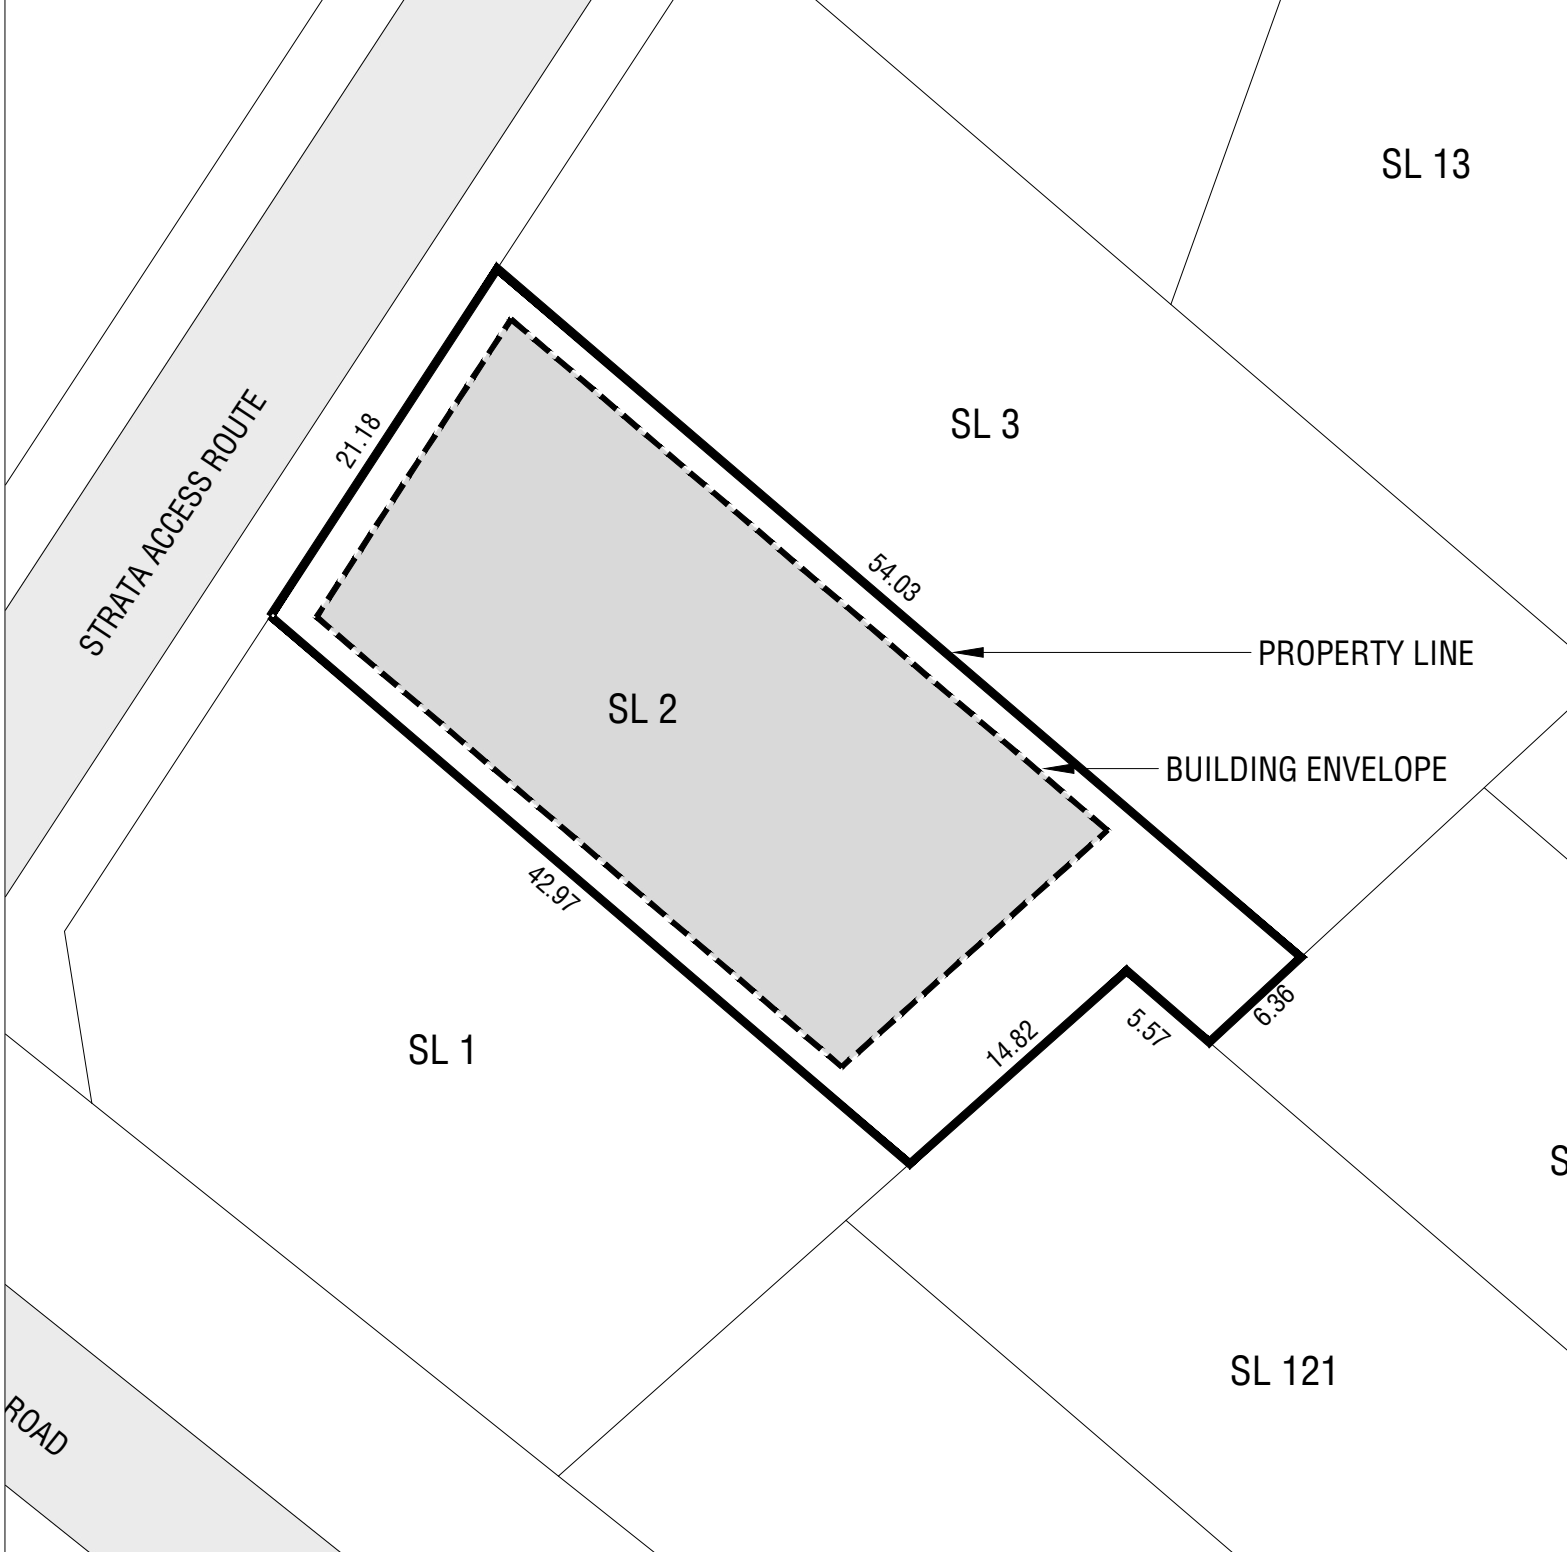 SL 13
STRATA ACCESS ROUTE
21.18
SL 3
54.03
PROPERTY LINE
SL 2
BUILDING ENVELOPE
42.97
6.36
5.57
14.82
SL 1
SL 121
ROAD